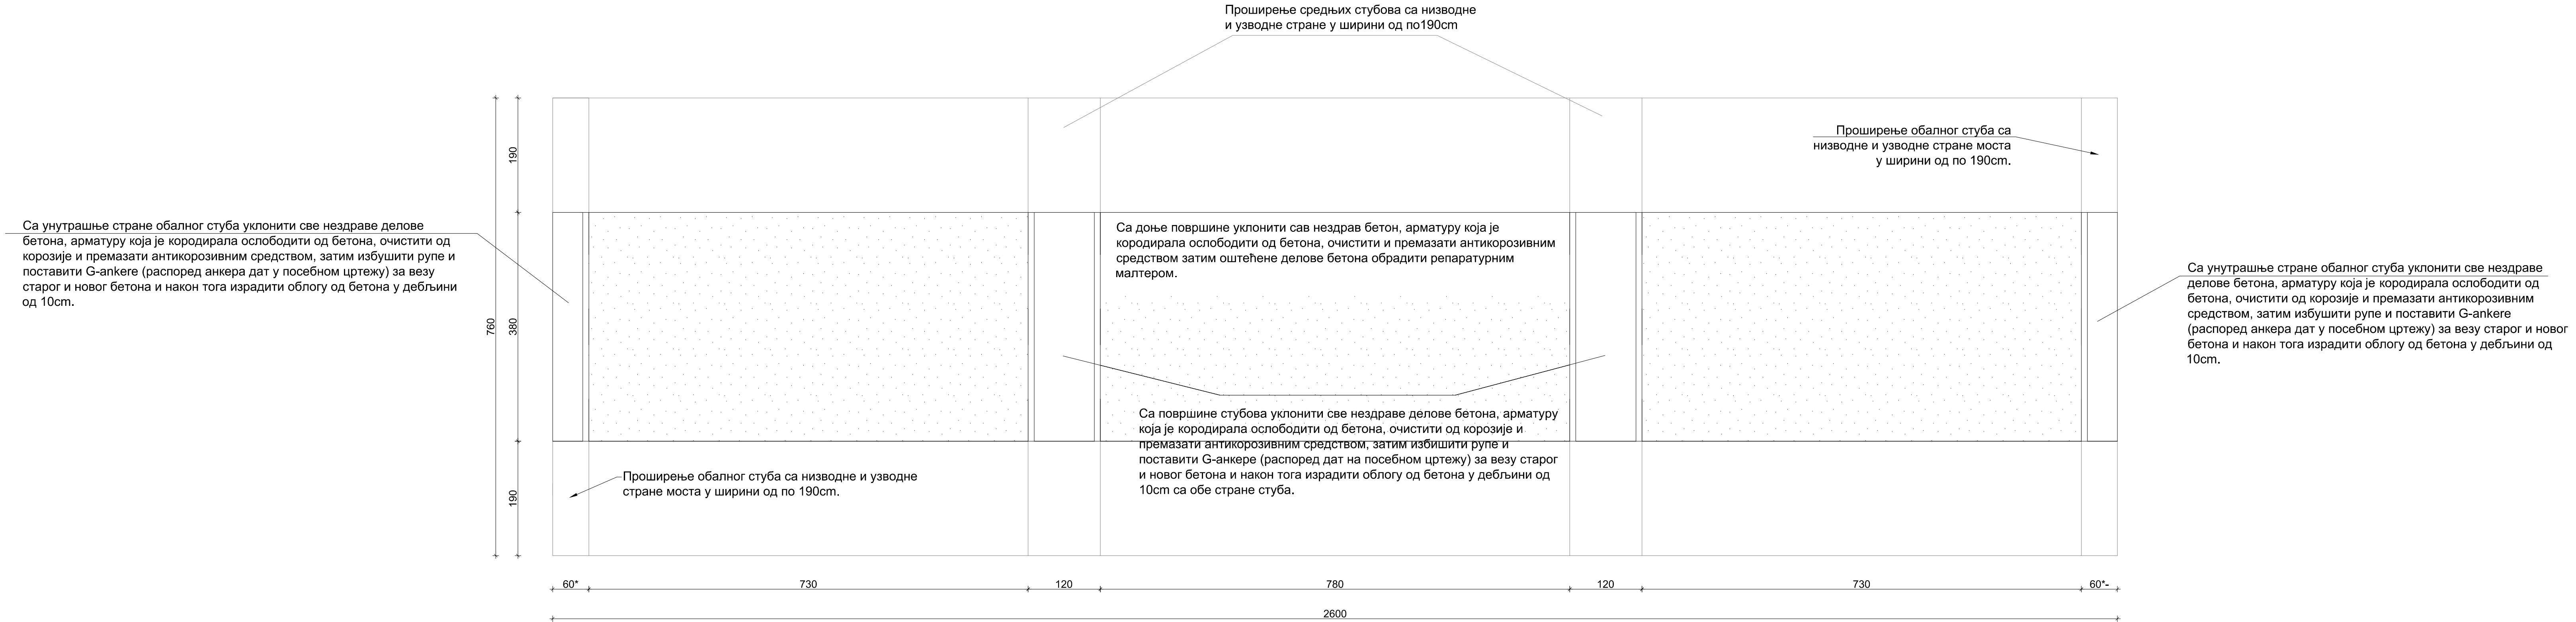 Проширење средњих стубова са низводне
и узводне стране у ширини од по190cm
Проширење обалног стуба са
низводне и узводне стране моста
у ширини од по 190cm.
Са унутрашње стране обалног стуба уклонити све нездраве делове
бетона, арматуру која је кородирала ослободити од бетона, очистити од
корозије и премазати антикорозивним средством, затим избушити рупе и
поставити G-ankere (распоред анкера дат у посебном цртежу) за везу
старог и новог бетона и након тога израдити облогу од бетона у дебљини
од 10cm.
Са доње површине уклонити сав нездрав бетон, арматуру која је
кородирала ослободити од бетона, очистити и премазати антикорозивним
средством затим оштећене делове бетона обрадити репаратурним
малтером.
Са унутрашње стране обалног стуба уклонити све нездраве
делове бетона, арматуру која је кородирала ослободити од
бетона, очистити од корозије и премазати антикорозивним
средством, затим избушити рупе и поставити G-ankere
(распоред анкера дат у посебном цртежу) за везу старог и новог
бетона и након тога израдити облогу од бетона у дебљини од
10cm.
Са површине стубова уклонити све нездраве делове бетона, арматуру
која је кородирала ослободити од бетона, очистити од корозије и
премазати антикорозивним средством, затим избишити рупе и
поставити G-анкере (распоред дат на посебном цртежу) за везу старог
и новог бетона и након тога израдити облогу од бетона у дебљини од
10cm са обе стране стуба.
Проширење обалног стуба са низводне и узводне
стране моста у ширини од по 190cm.
190
760
380
190
60*
730
120
780
120
730
60*-
2600